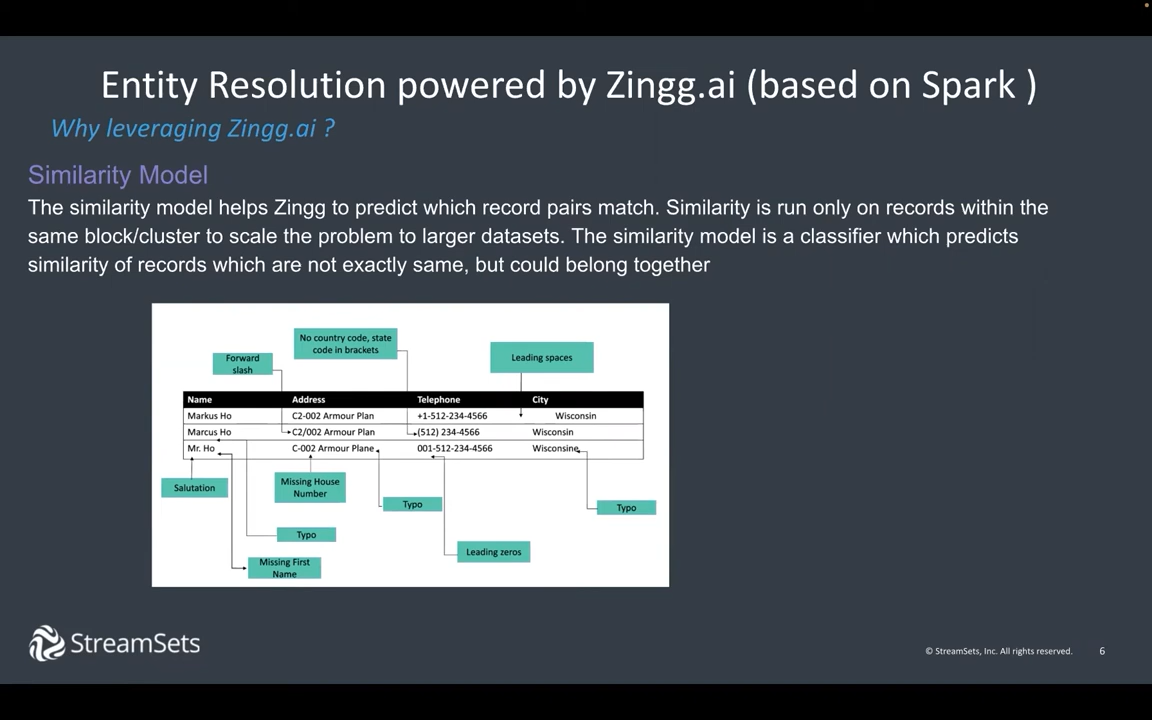 Entity Resolution powered by Zingg.ai (based on Spark )
Why leveraging Zingg.ai ?
Similarity Model
The similarity model helps Zingg to predict which record pairs match. Similarity is run only on records within the
same block/cluster to scale the problem to larger datasets. The similarity model is a classifier which predicts
similarity of records which are not exactly same, but could belong together
No country code, state
code in brackets
Forward
slash
Leading spaces
Name Address Telephone City
Markus Ho C2-002 Armour Plan +1-512-234-4566 Wisconsin
Marcus Ho C2/002 Armour Plan (512) 234-4566 Wisconsin
Mr. Ho C-002 Armour Plane 001-512-234-4566 Wisconsine
Salutation
Missing House
Number
Typo
Typo
Typo
Leading zeros
Missing First
Name
StreamSets
© StreamSets, Inc. All rights reserved. 6